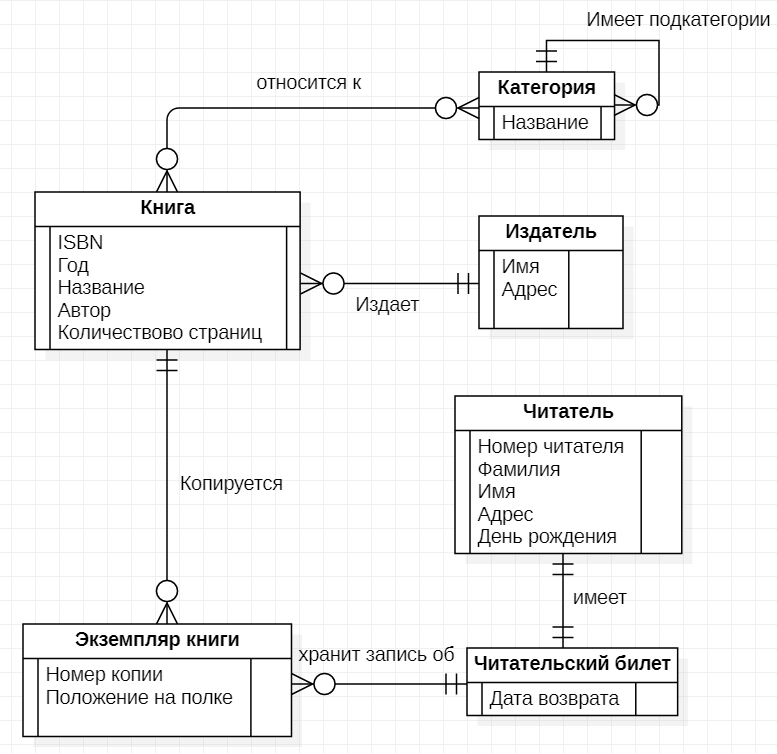 Имеет подкатегории
относится к
Категория
Название
Книга
ISBN
Год
Название
Автор
Количествово страниц
Издатель
Имя
Адрес
Издает
Читатель
Номер читателя
Фамилия
Имя
Адрес
День рождения
Копируется
имеет
Экземпляр книги
Номер копии
Положение на полке
хранит запись об
Читательский билет
Дата возврата